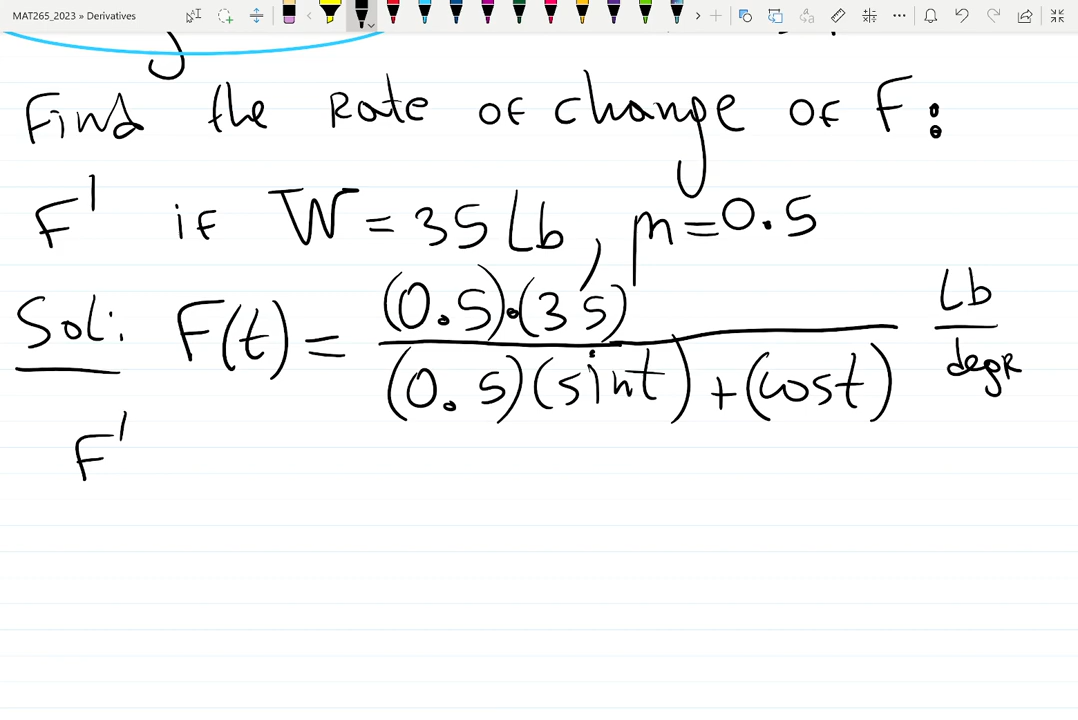 MAT265_2023 » Derivatives
Find the Rate of change of F:
F' if W = 35 Lb, m = 0.5
Sol: F(t) = (0.5)·(35) / (0.5)(sint) + (cost) Lb / degR
F'